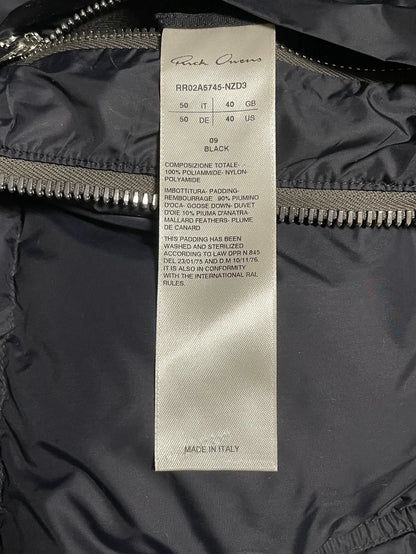 Rick Owens
RR02A5745-NZD3
50 IT 40 GB
50 DE 40 US
09
BLACK
COMPOSIZIONE TOTALE-
100% POLIAMMIDE- NYLON-
POLYAMIDE
IMBOTTITURA- PADDING-
REMBOURRAGE .90% PIUMINO
D'OCA- GOOSE DOWN- DUVET
D'OIE 10% PIUMA D'ANATRA-
MALLARD FEATHERS- PLUME
DE CANARD
THIS PADDING HAS BEEN
WASHED AND STERILIZED
ACCORDING TO LAW DPR N.845
DEL 23/01/75 AND D.M 10/11/76.
IT IS ALSO IN CONFORMITY
WITH THE INTERNATIONAL RAL
RULES.
MADE IN ITALY